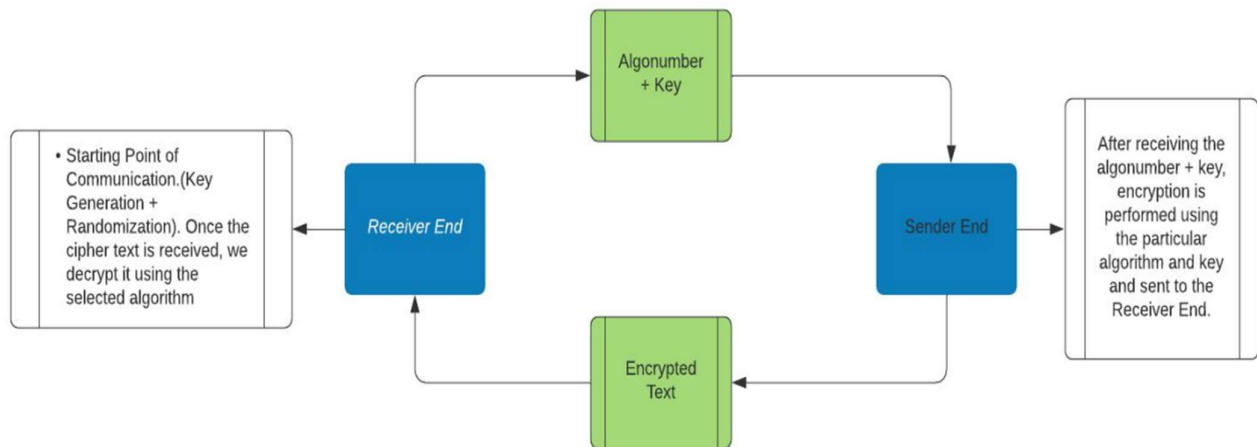 Algonumber
+ Key
• Starting Point of
Communication.(Key
Generation +
Randomization). Once the
cipher text is received, we
decrypt it using the
selected algorithm
Receiver End
Sender End
After receiving the
algonumber + key,
encryption is
performed using
the particular
algorithm and key
and sent to the
Receiver End.
Encrypted
Text